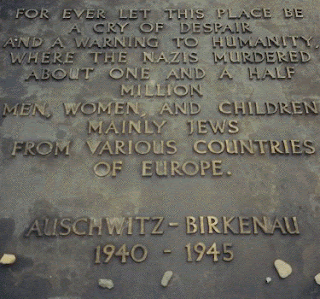 FOR EVER LET THIS PLACE BE
A CRY OF DESPAIR
AND A WARNING TO HUMANITY,
WHERE THE NAZIS MURDERED
ABOUT ONE AND A HALF
MILLION
MEN, WOMEN, AND CHILDREN
MAINLY JEWS
FROM VARIOUS COUNTRIES
OF EUROPE.
AUSCHWITZ - BIRKENAU
1940 - 1945